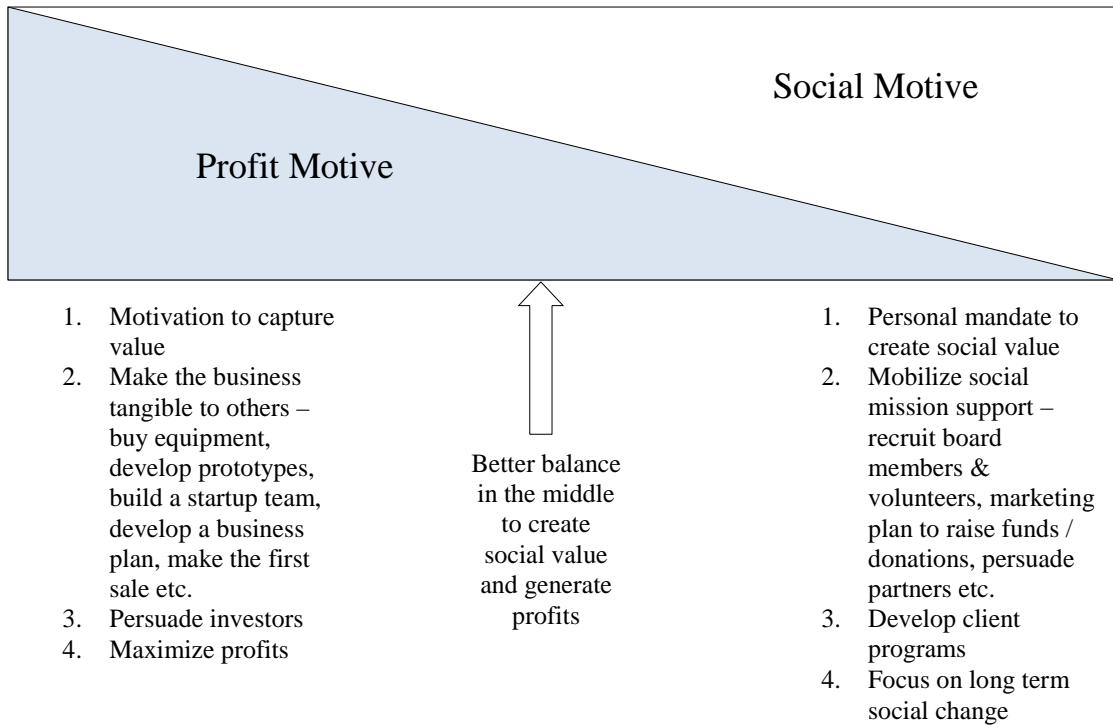 Social Motive
Profit Motive
1. Motivation to capture
value
2. Make the business
tangible to others –
buy equipment,
develop prototypes,
build a startup team,
develop a business
plan, make the first
sale etc.
3. Persuade investors
4. Maximize profits
Better balance
in the middle
to create
social value
and generate
profits
1. Personal mandate to
create social value
2. Mobilize social
mission support –
recruit board
members &
volunteers, marketing
plan to raise funds /
donations, persuade
partners etc.
3. Develop client
programs
4. Focus on long term
social change